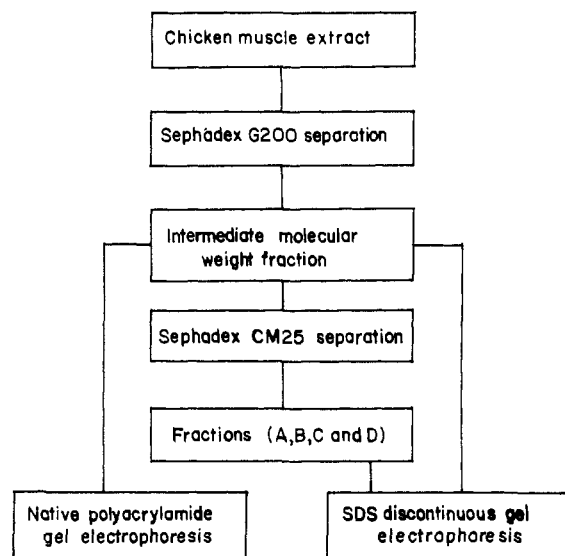 Chicken muscle extract
Sephadex G200 separation
Intermediate molecular
weight fraction
Sephadex CM25 separation
Fractions (A,B,C and D)
Native polyacrylamide
gel electrophoresis
SDS discontinuous gel
electrophoresis